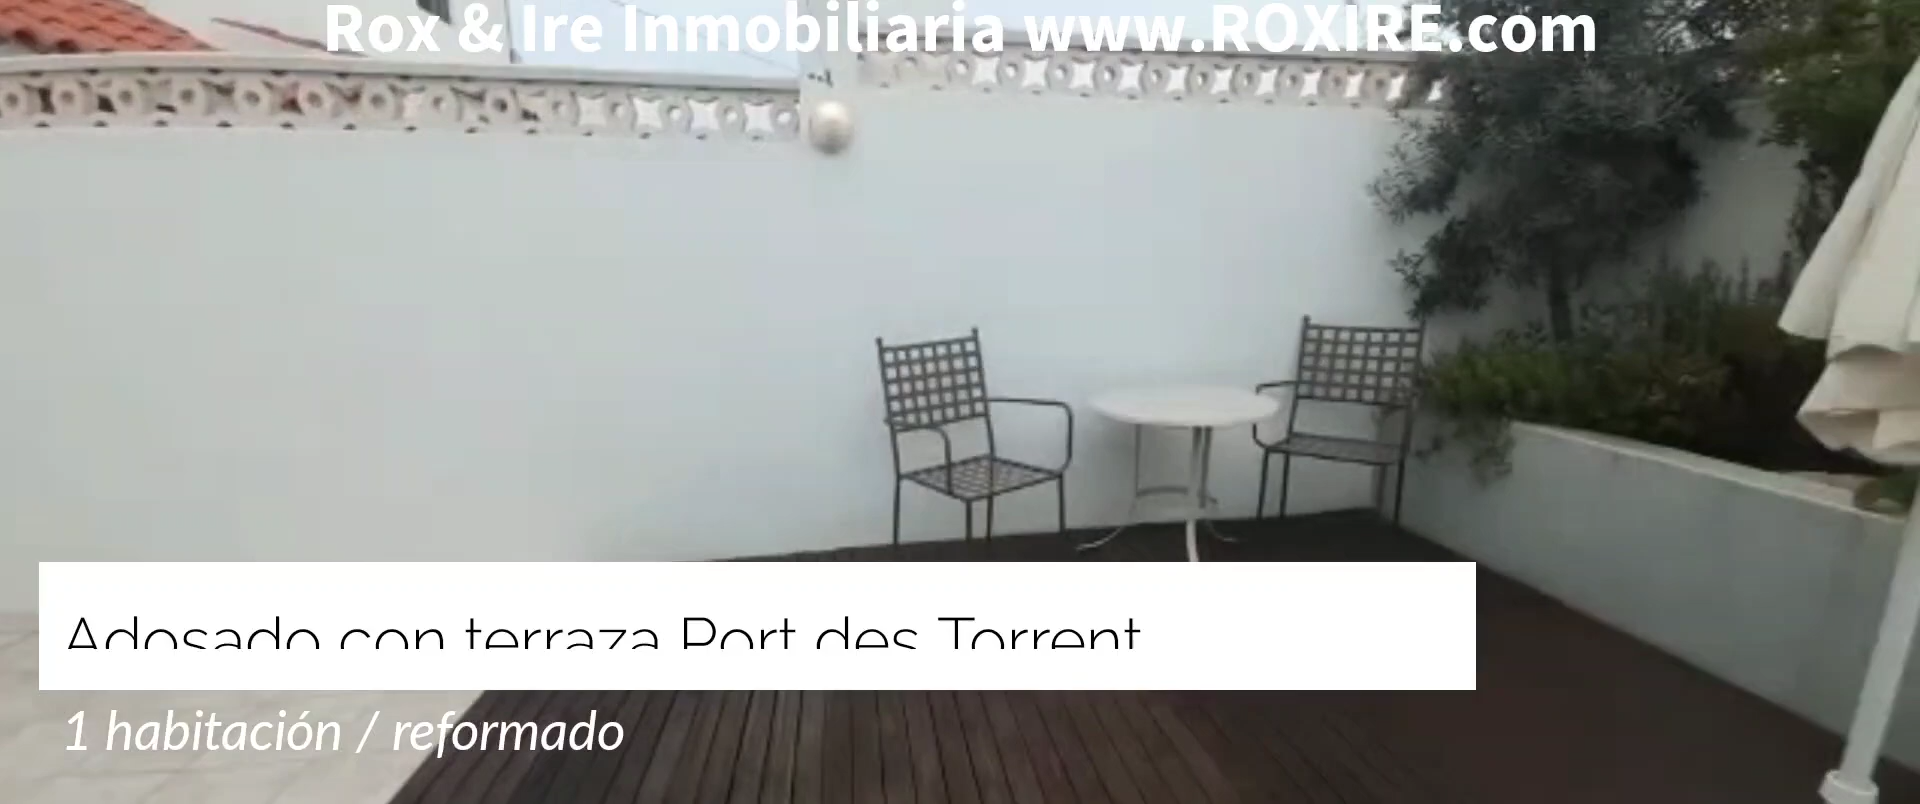 Rox & Ire Inmobiliaria www.ROXIRE.com
Adosado con terraza Port des Torrent
1 habitación / reformado